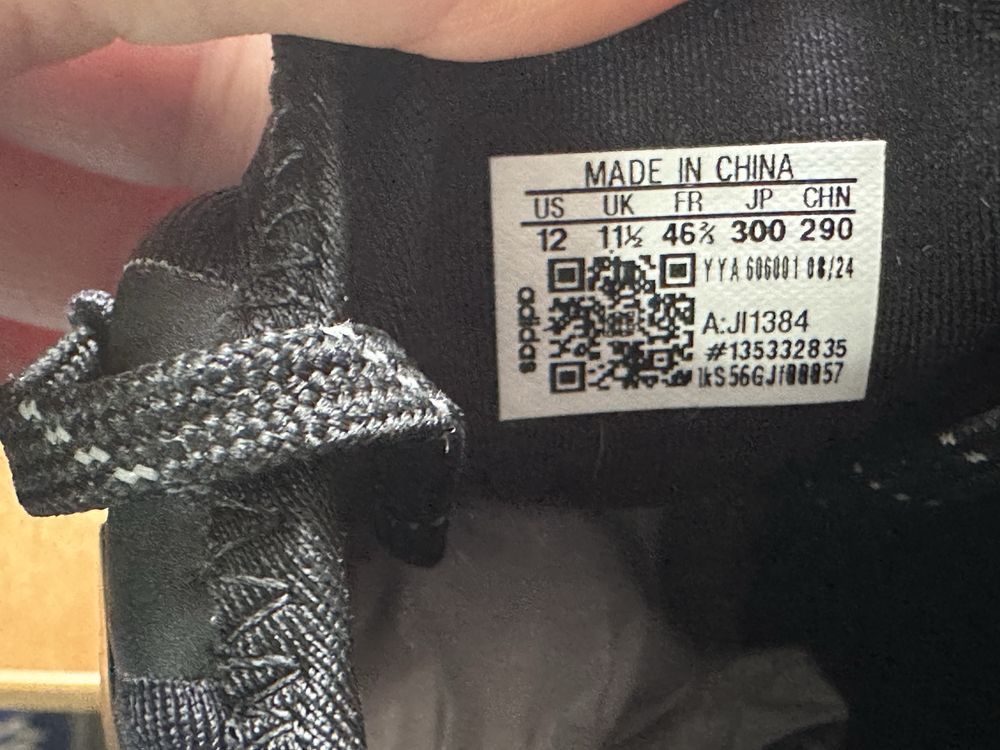 MADE IN CHINA
US UK FR JP CHN
12 11½ 46⅔ 300 290
YYA 606001 08/24
adidas
A:JI1384
#135332835